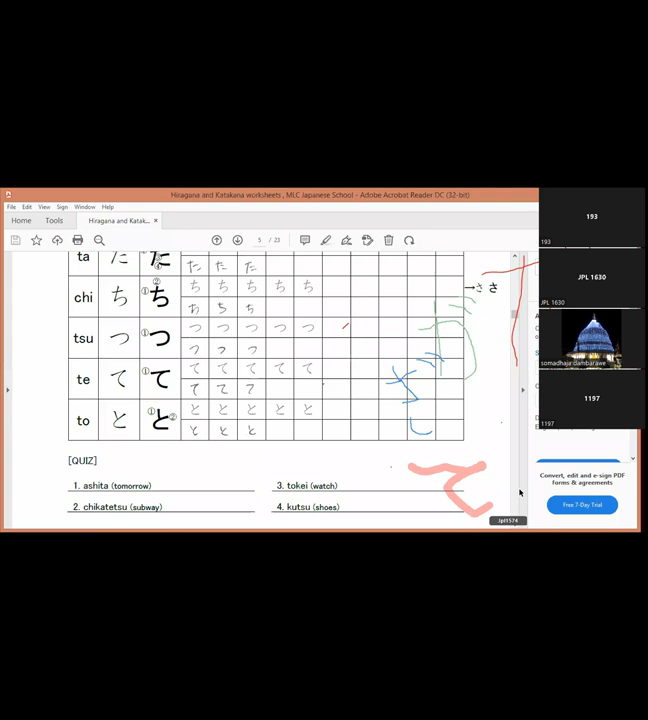 Hiragana and Katakana worksheets , MLC Japanese School - Adobe Acrobat Reader DC (32-bit)
File Edit View Sign Window Help
Home Tools Hiragana and Katak... ×
5 / 23
ta た た た た た
chi ち ち ち ち ち ち ち
ち ち ち
→さ さ
tsu つ つ つ つ つ つ つ
つ つ つ
te て て て て て て て
て て て
to と と と と と と と
と と と
[QUIZ]
1. ashita (tomorrow) 3. tokei (watch)
2. chikatetsu (subway) 4. kutsu (shoes)
て
193
193
JPL 1630
JPL 1630
somadhaja dambarawe
1197
1197
Convert, edit and e-sign PDF
forms & agreements
Free 7-Day Trial
Jpl1574